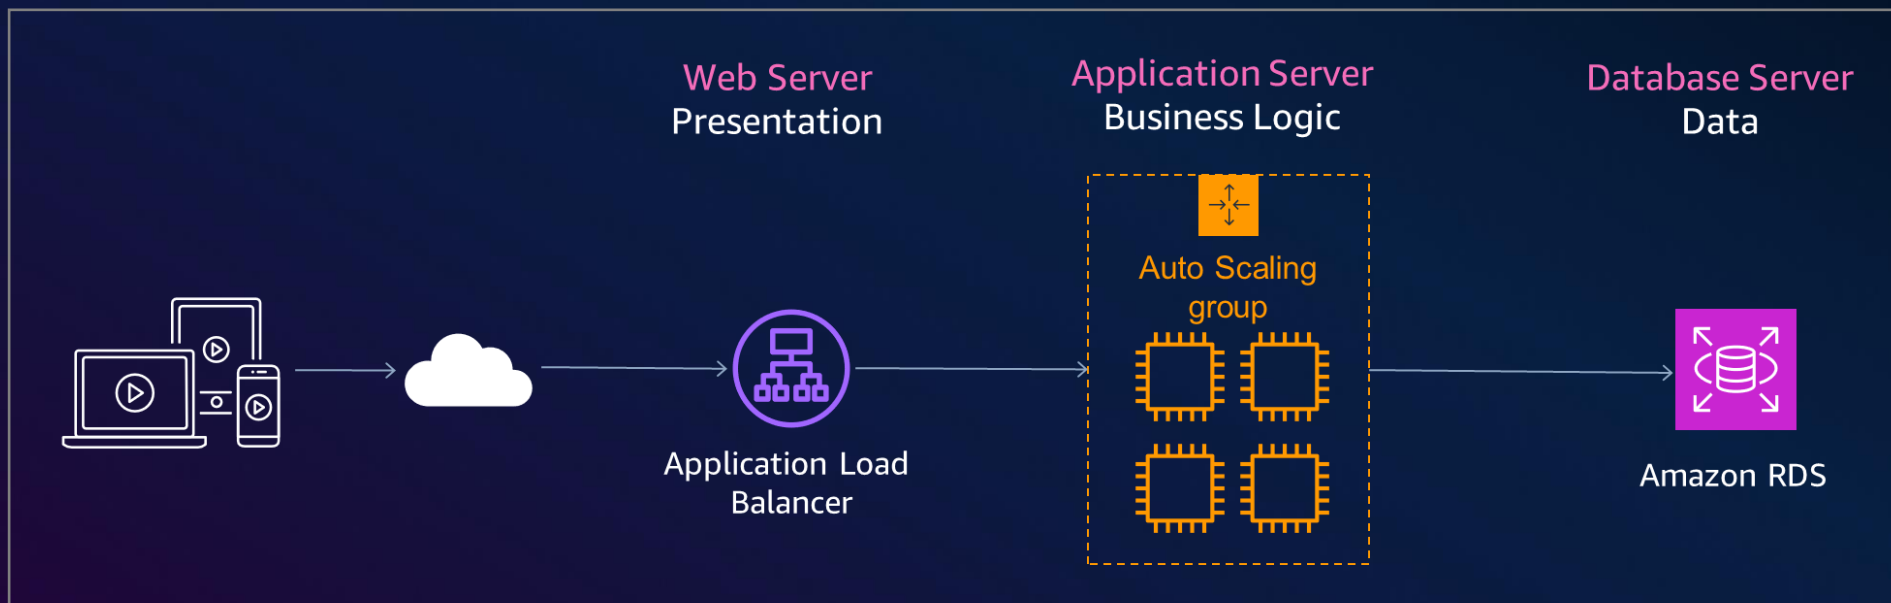 Web Server
Presentation
Application Server
Business Logic
Database Server
Data
Auto Scaling
group
Application Load
Balancer
Amazon RDS